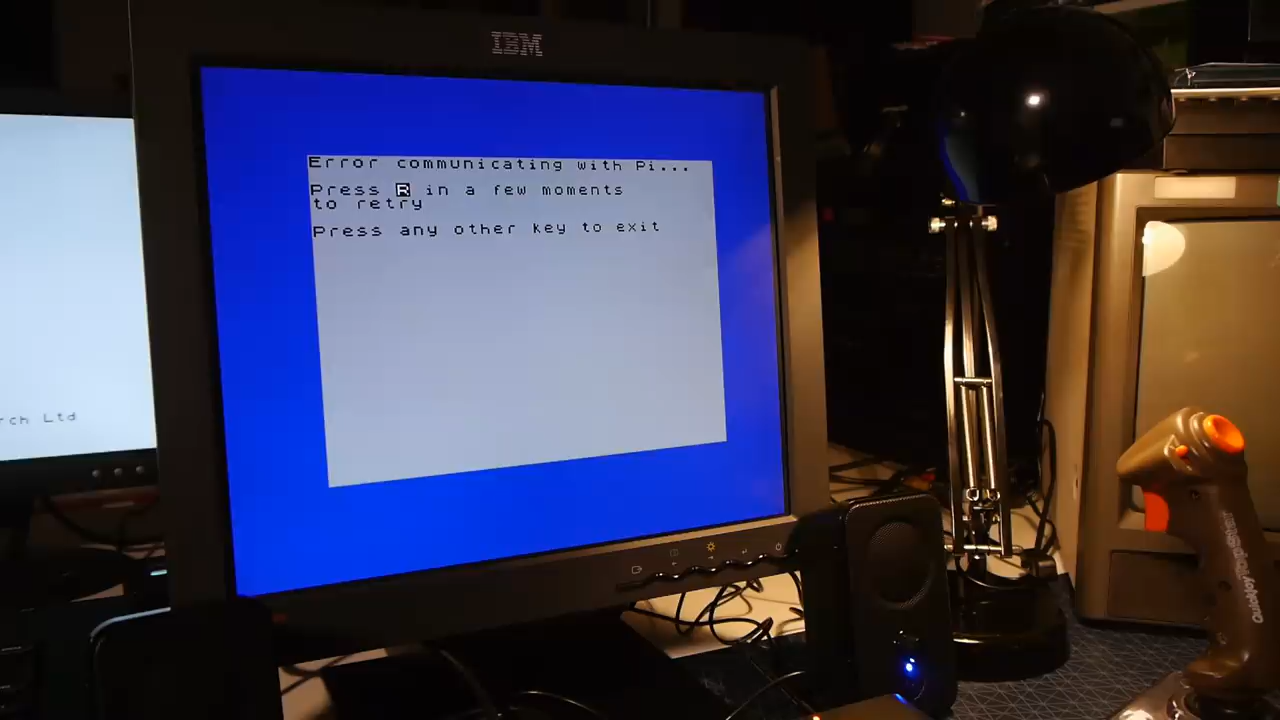 IBM
Error communicating with Pi...
Press R in a few moments
to retry
Press any other key to exit
rch Ltd
Quickjoy